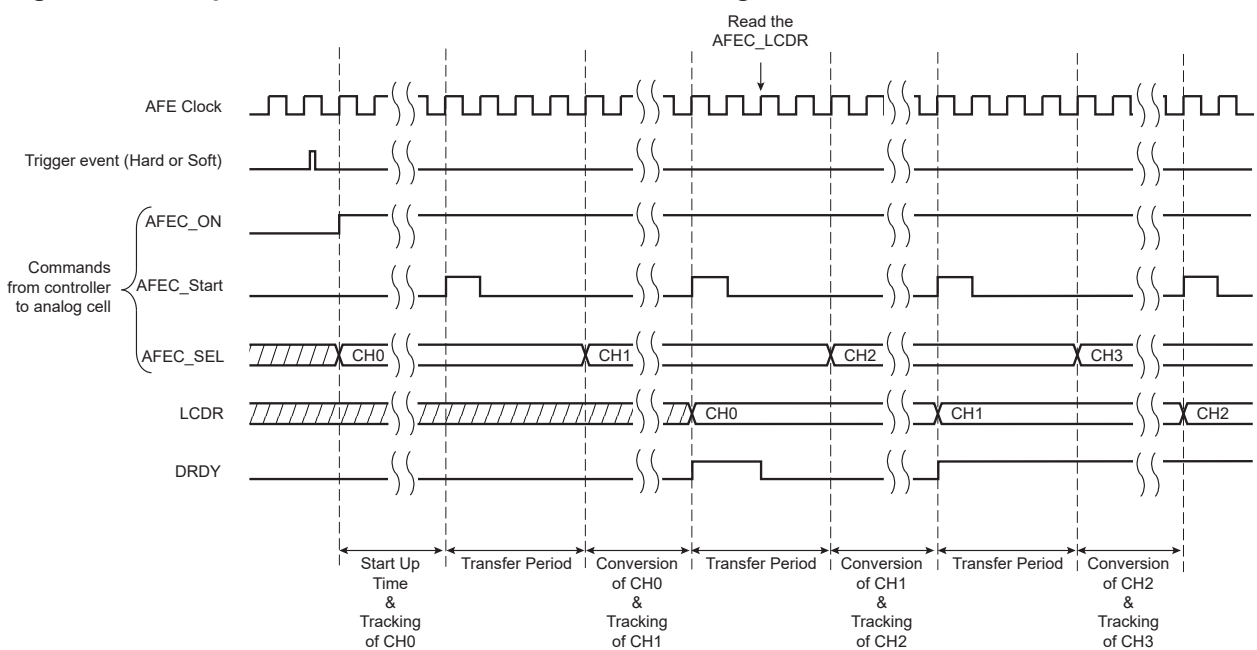 Read the
AFEC_LCDR
AFE Clock
Trigger event (Hard or Soft)
AFEC_ON
Commands
from controller
to analog cell
AFEC_Start
AFEC_SEL
CH0
CH1
CH2
CH3
LCDR
CH0
CH1
CH2
DRDY
Start Up
Time
&
Tracking
of CH0
Transfer Period
Conversion
of CH0
&
Tracking
of CH1
Transfer Period
Conversion
of CH1
&
Tracking
of CH2
Transfer Period
Conversion
of CH2
&
Tracking
of CH3